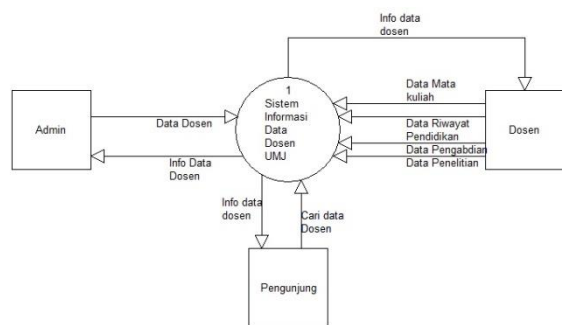 Info data
dosen
1
Sistem
Informasi
Data
Dosen
UMJ
Admin
Data Dosen
Info Data
Dosen
Data Mata
kuliah
Data Riwayat
Pendidikan
Data Pengabdian
Data Penelitian
Dosen
Info data
dosen
Cari data
Dosen
Pengunjung